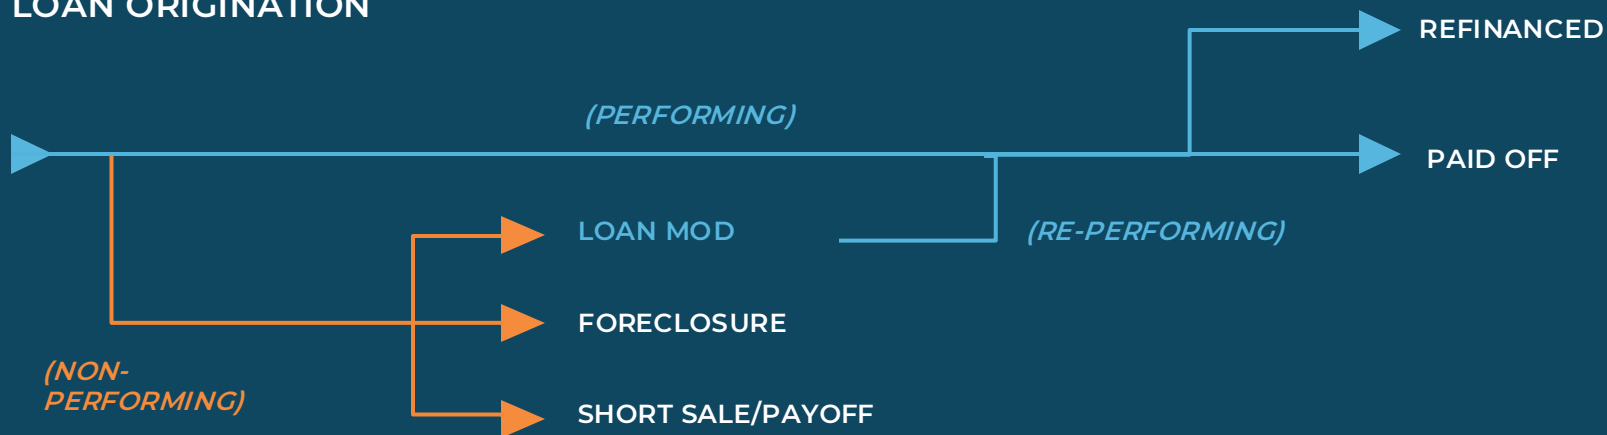 LOAN ORIGINATION
REFINANCED
(PERFORMING)
PAID OFF
LOAN MOD
(RE-PERFORMING)
FORECLOSURE
(NON-
PERFORMING)
SHORT SALE/PAYOFF